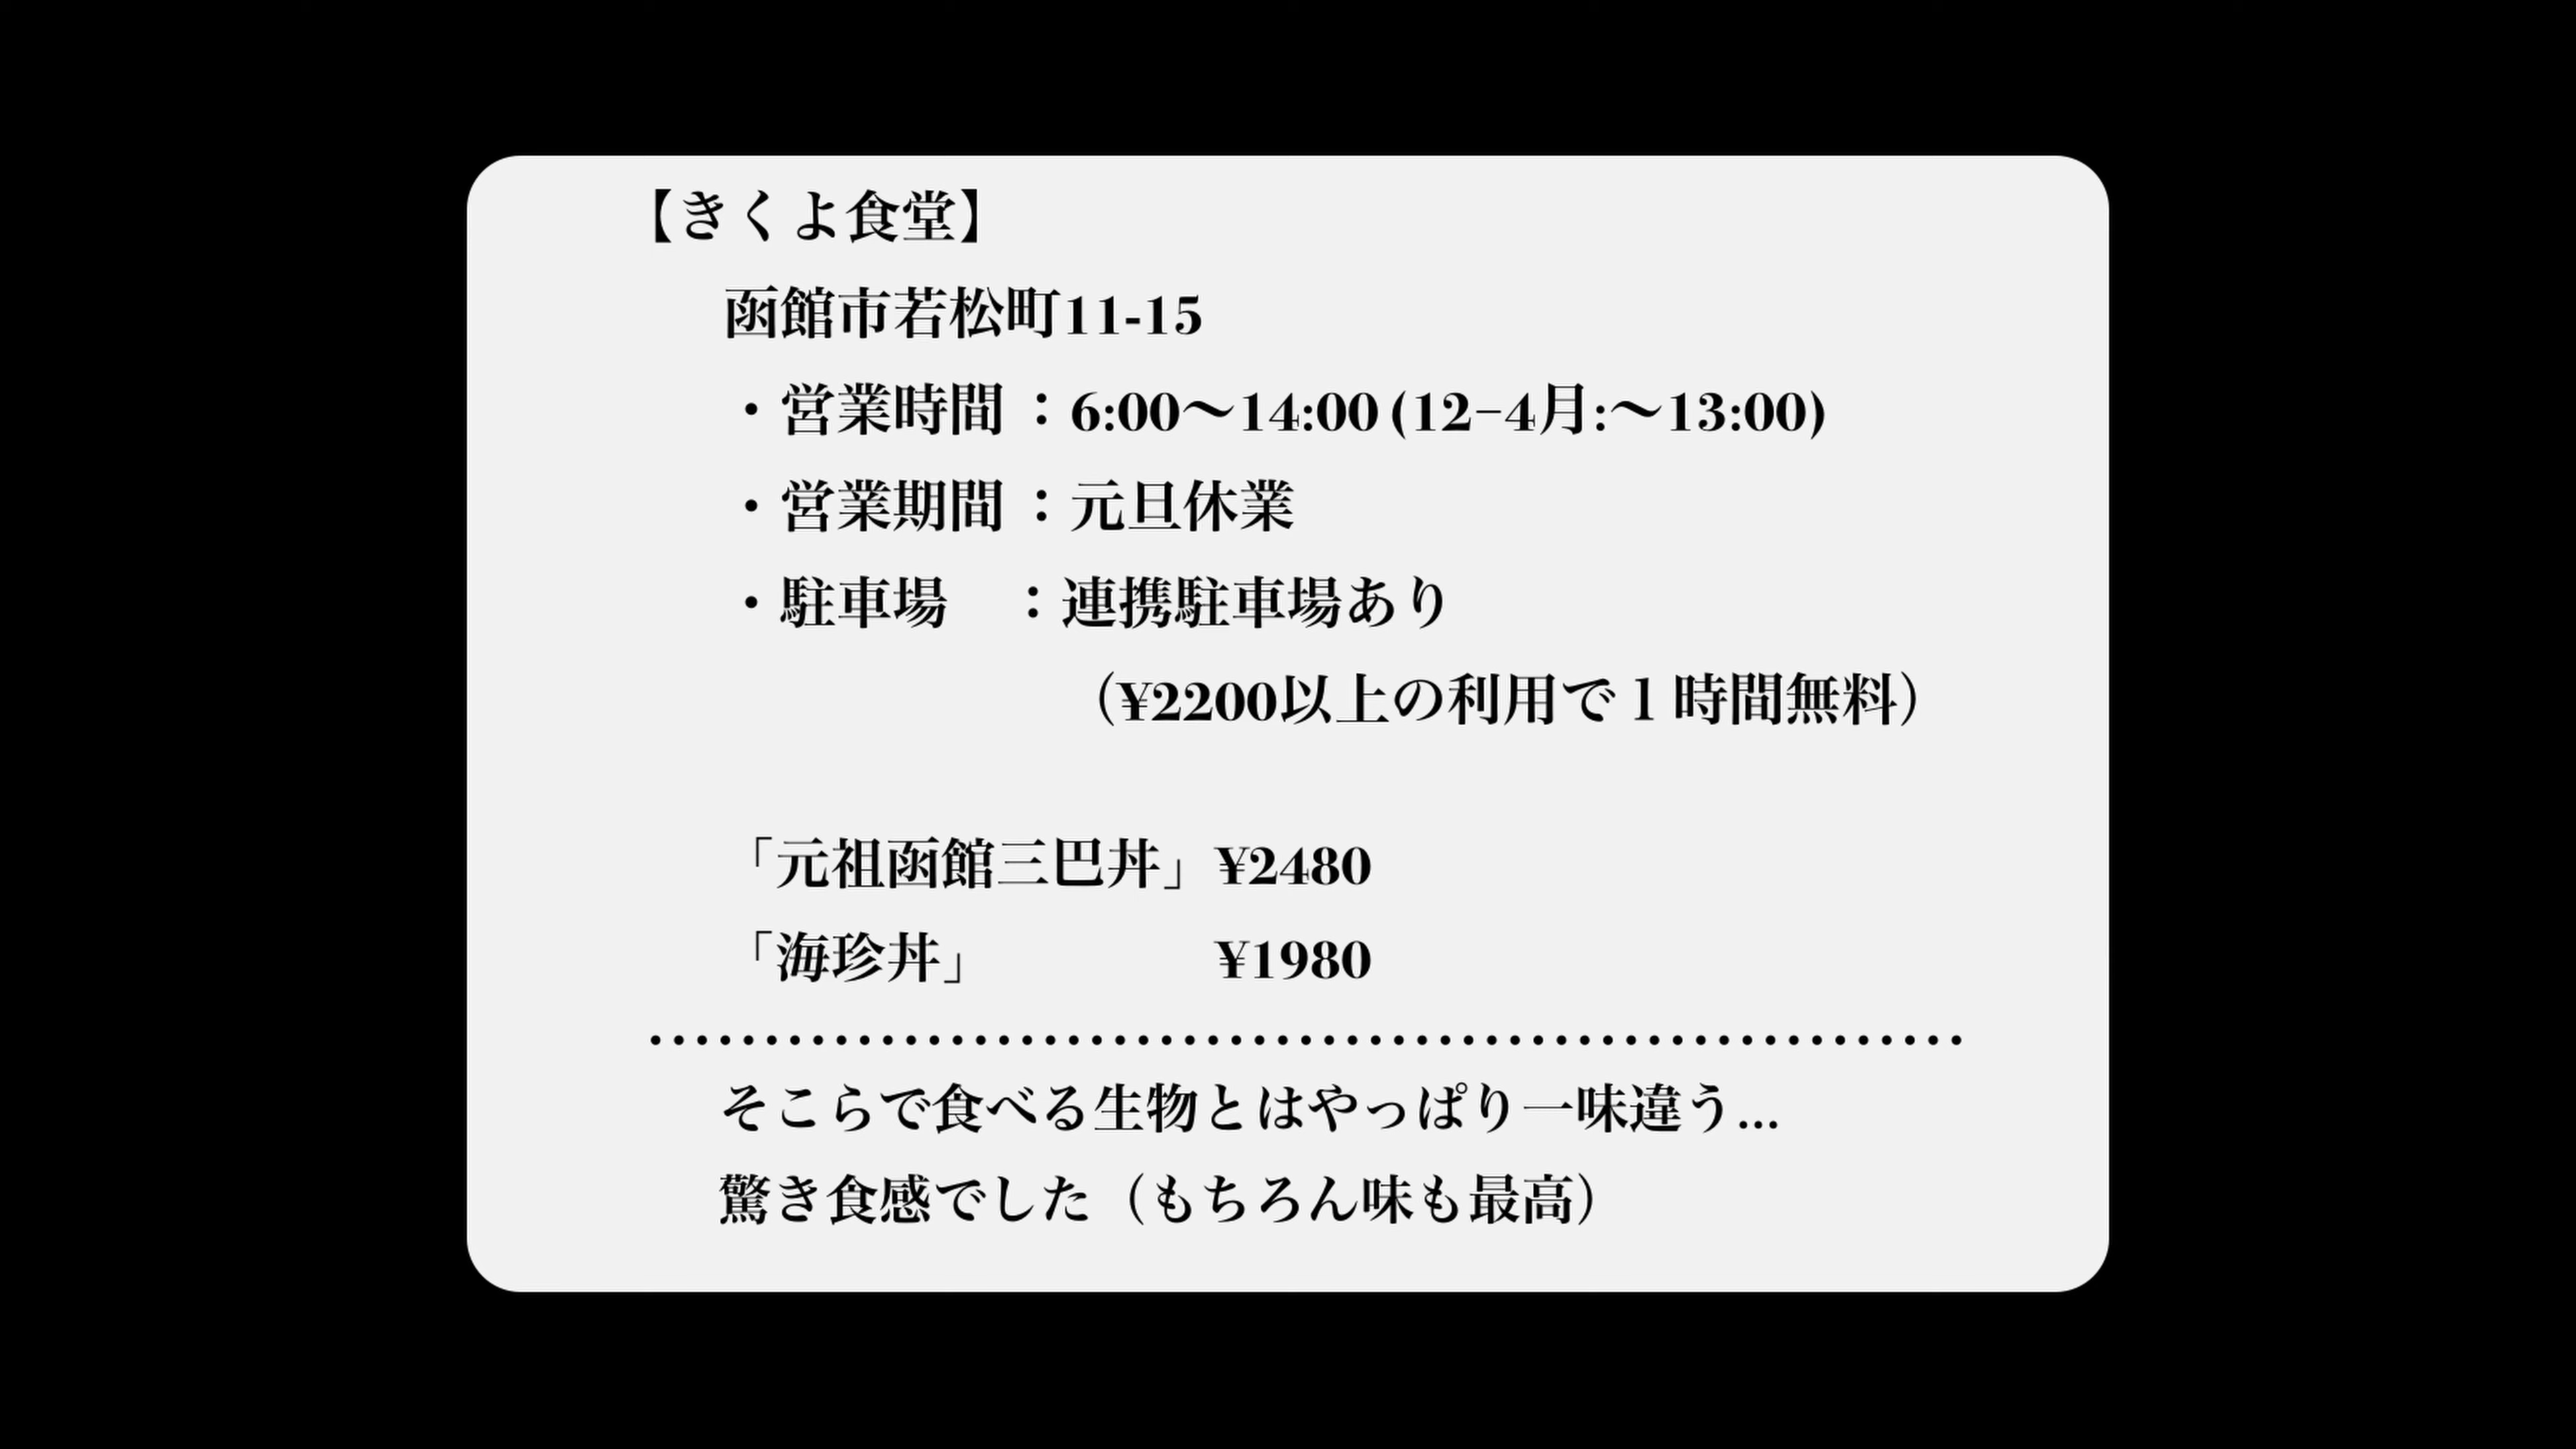 【きくよ食堂】
函館市若松町11-15
・営業時間 ：6:00〜14:00 (12-4月:〜13:00)
・営業期間 ：元旦休業
・駐車場　：連携駐車場あり
（¥2200以上の利用で１時間無料）
「元祖函館三巴丼」¥2480
「海珍丼」　　　　¥1980
そこらで食べる生物とはやっぱり一味違う...
驚き食感でした（もちろん味も最高）